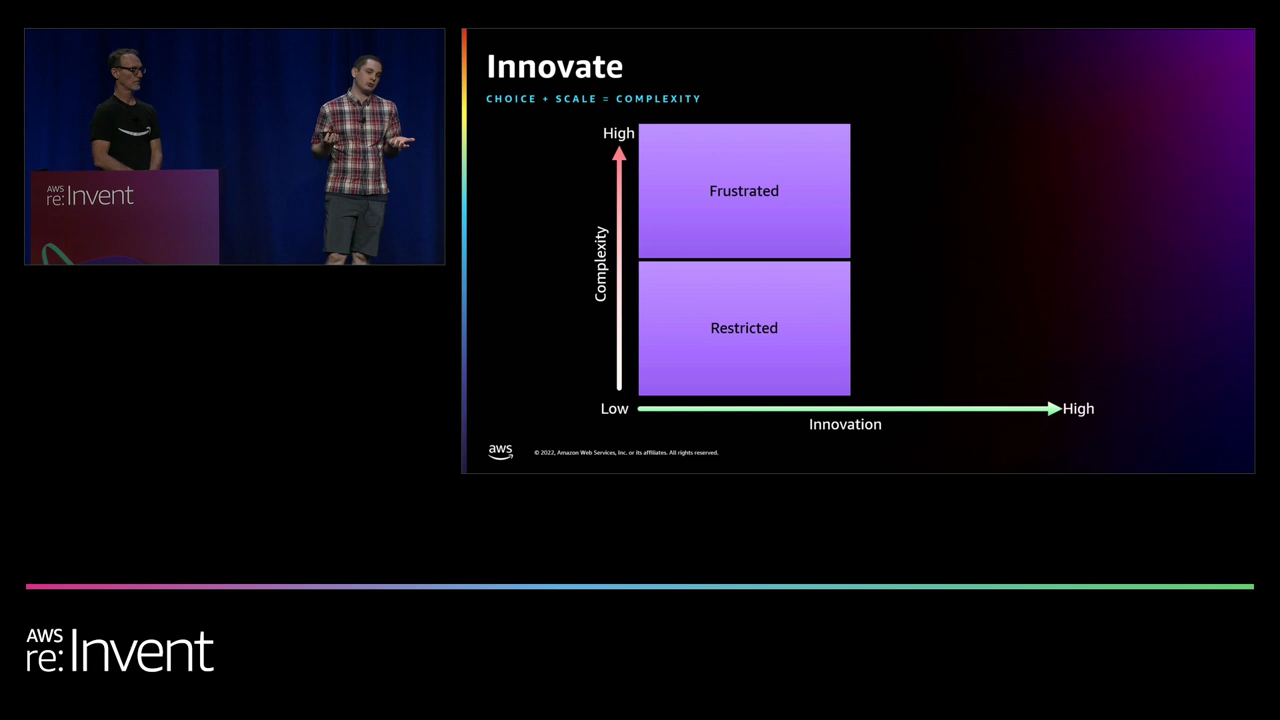 AWS
re:Invent
Innovate
CHOICE + SCALE = COMPLEXITY
High
Frustrated
Complexity
Restricted
Low
High
Innovation
aws
© 2022, Amazon Web Services, Inc. or its affiliates. All rights reserved.
AWS
re:Invent